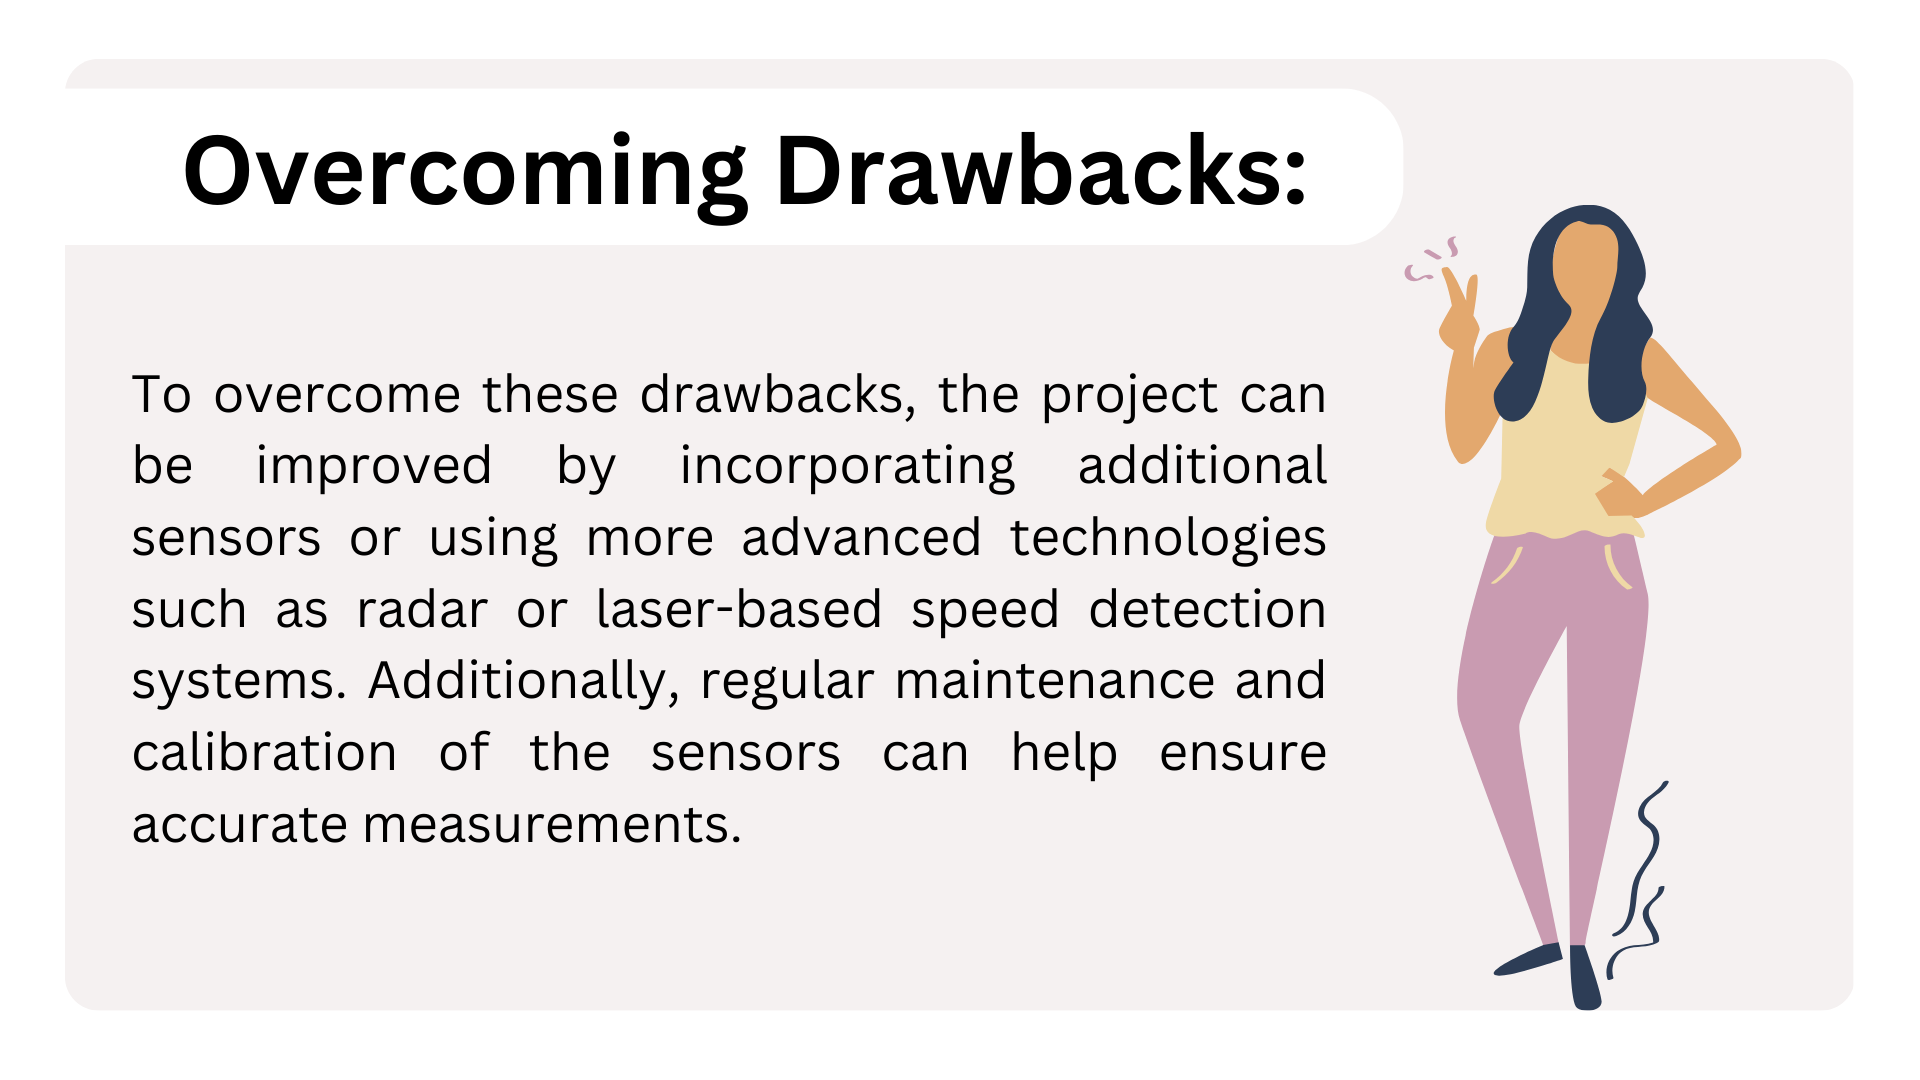 Overcoming Drawbacks:
To overcome these drawbacks, the project can
be improved by incorporating additional
sensors or using more advanced technologies
such as radar or laser-based speed detection
systems. Additionally, regular maintenance and
calibration of the sensors can help ensure
accurate measurements.